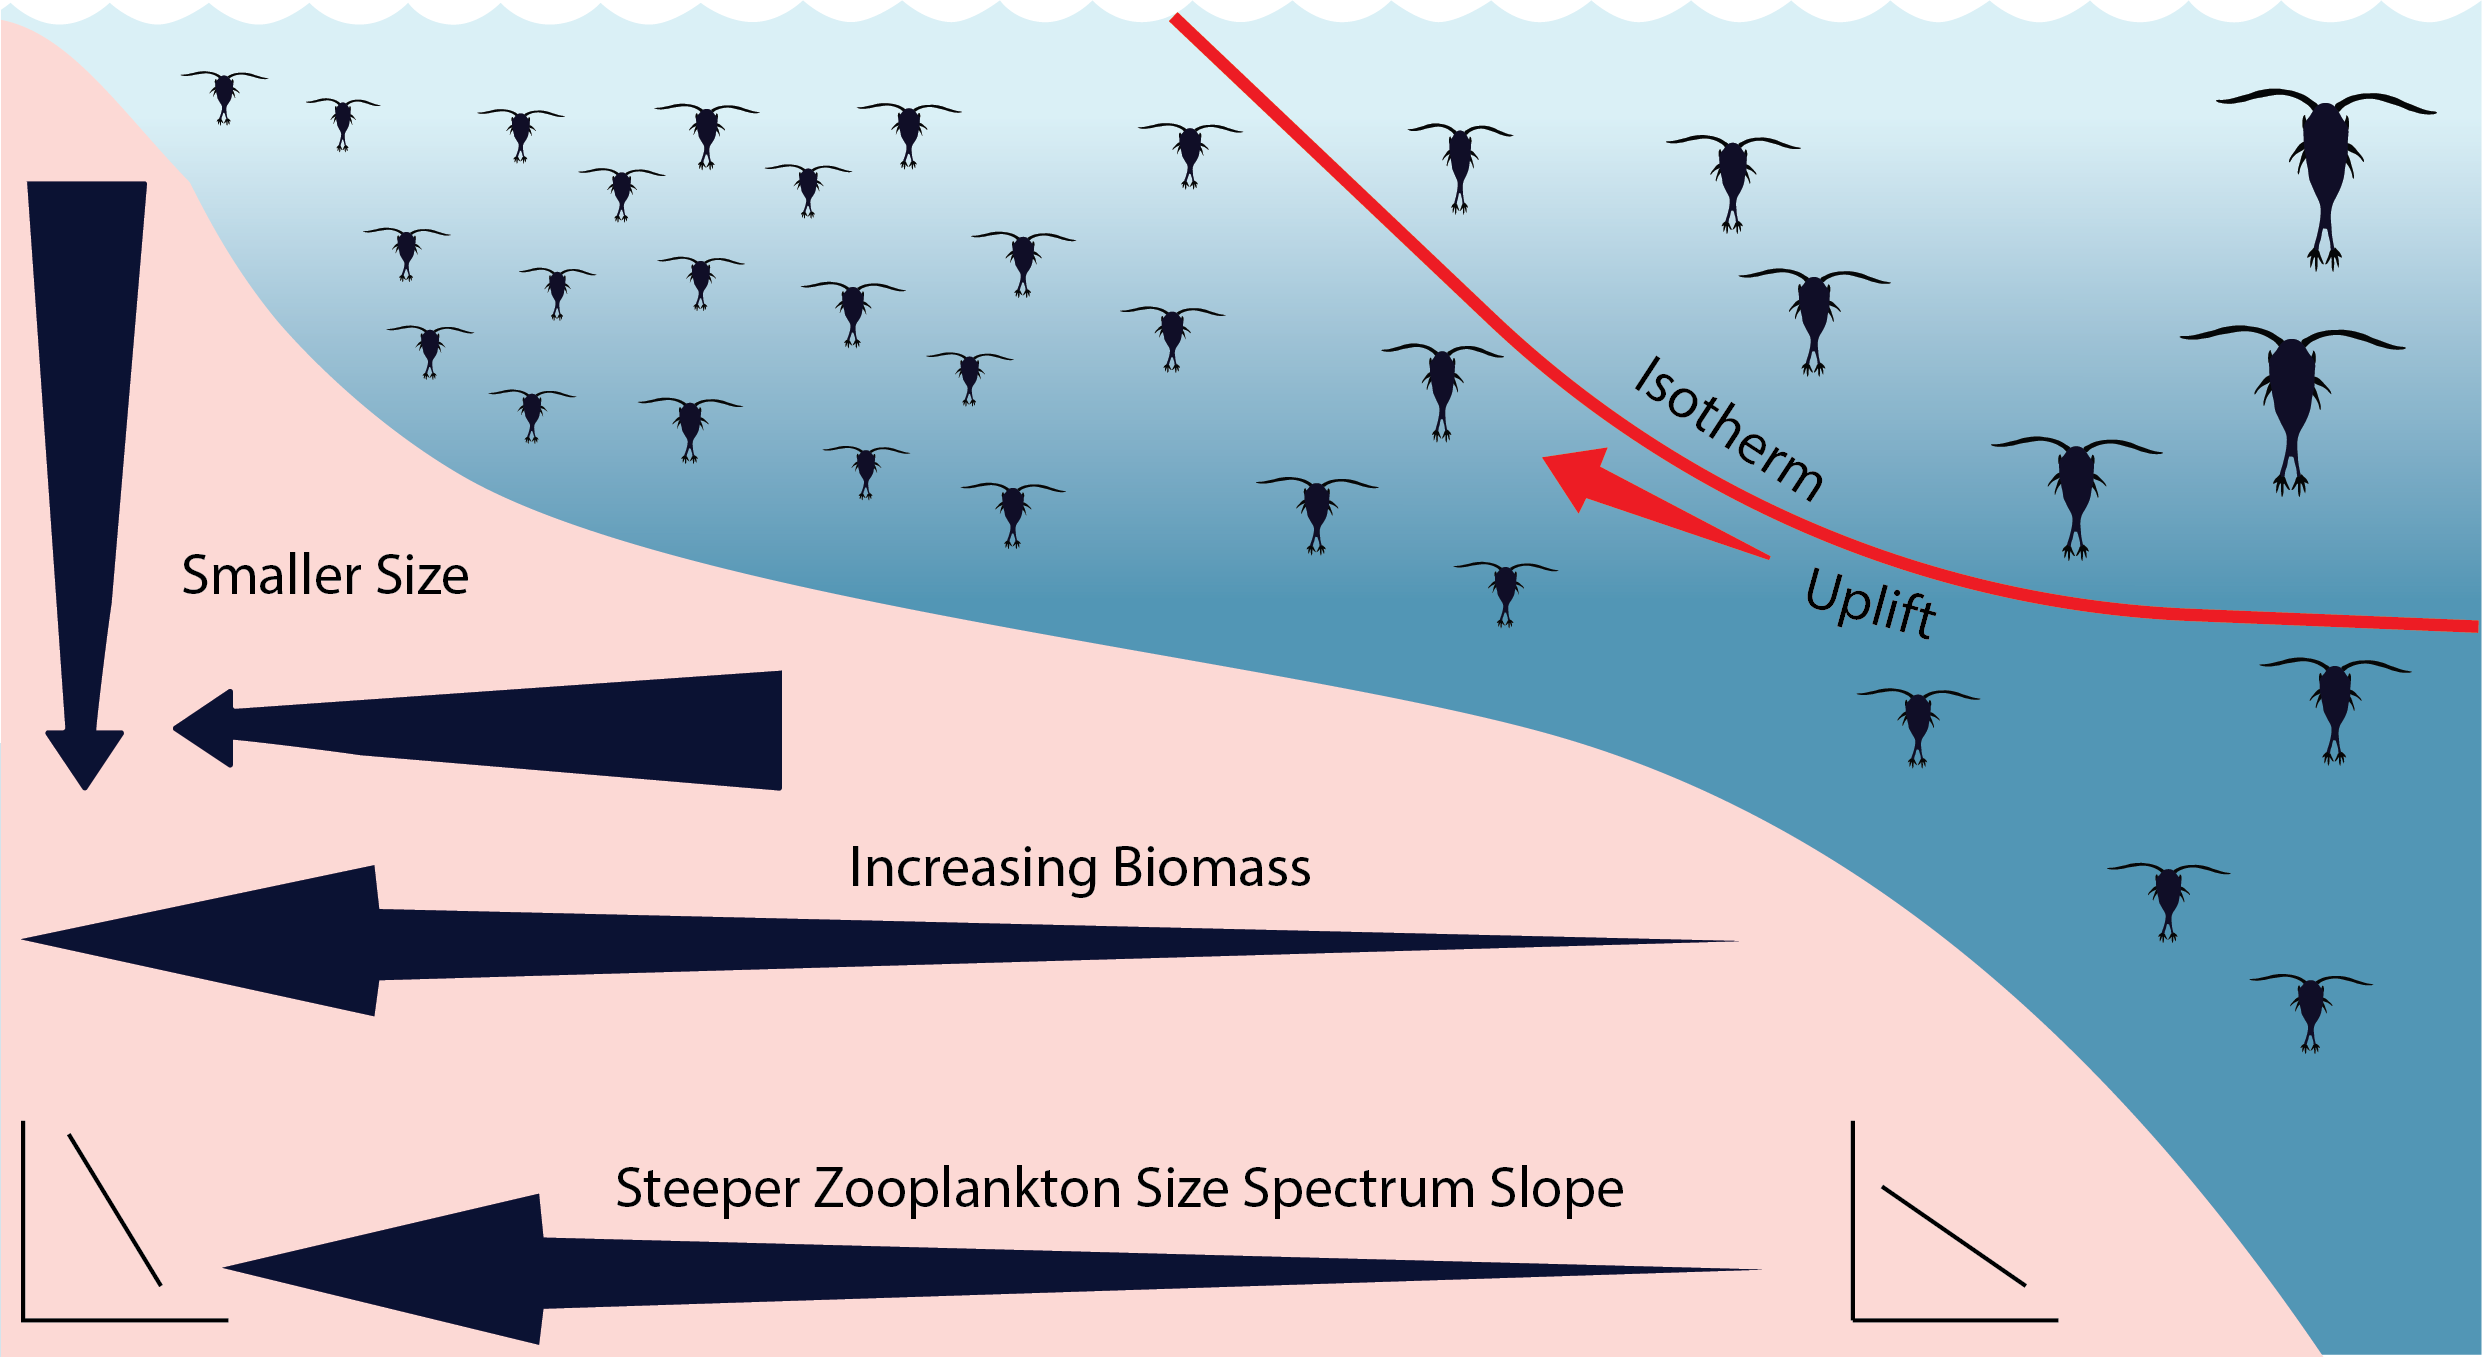 Isotherm
Uplift
Smaller Size
Increasing Biomass
Steeper Zooplankton Size Spectrum Slope